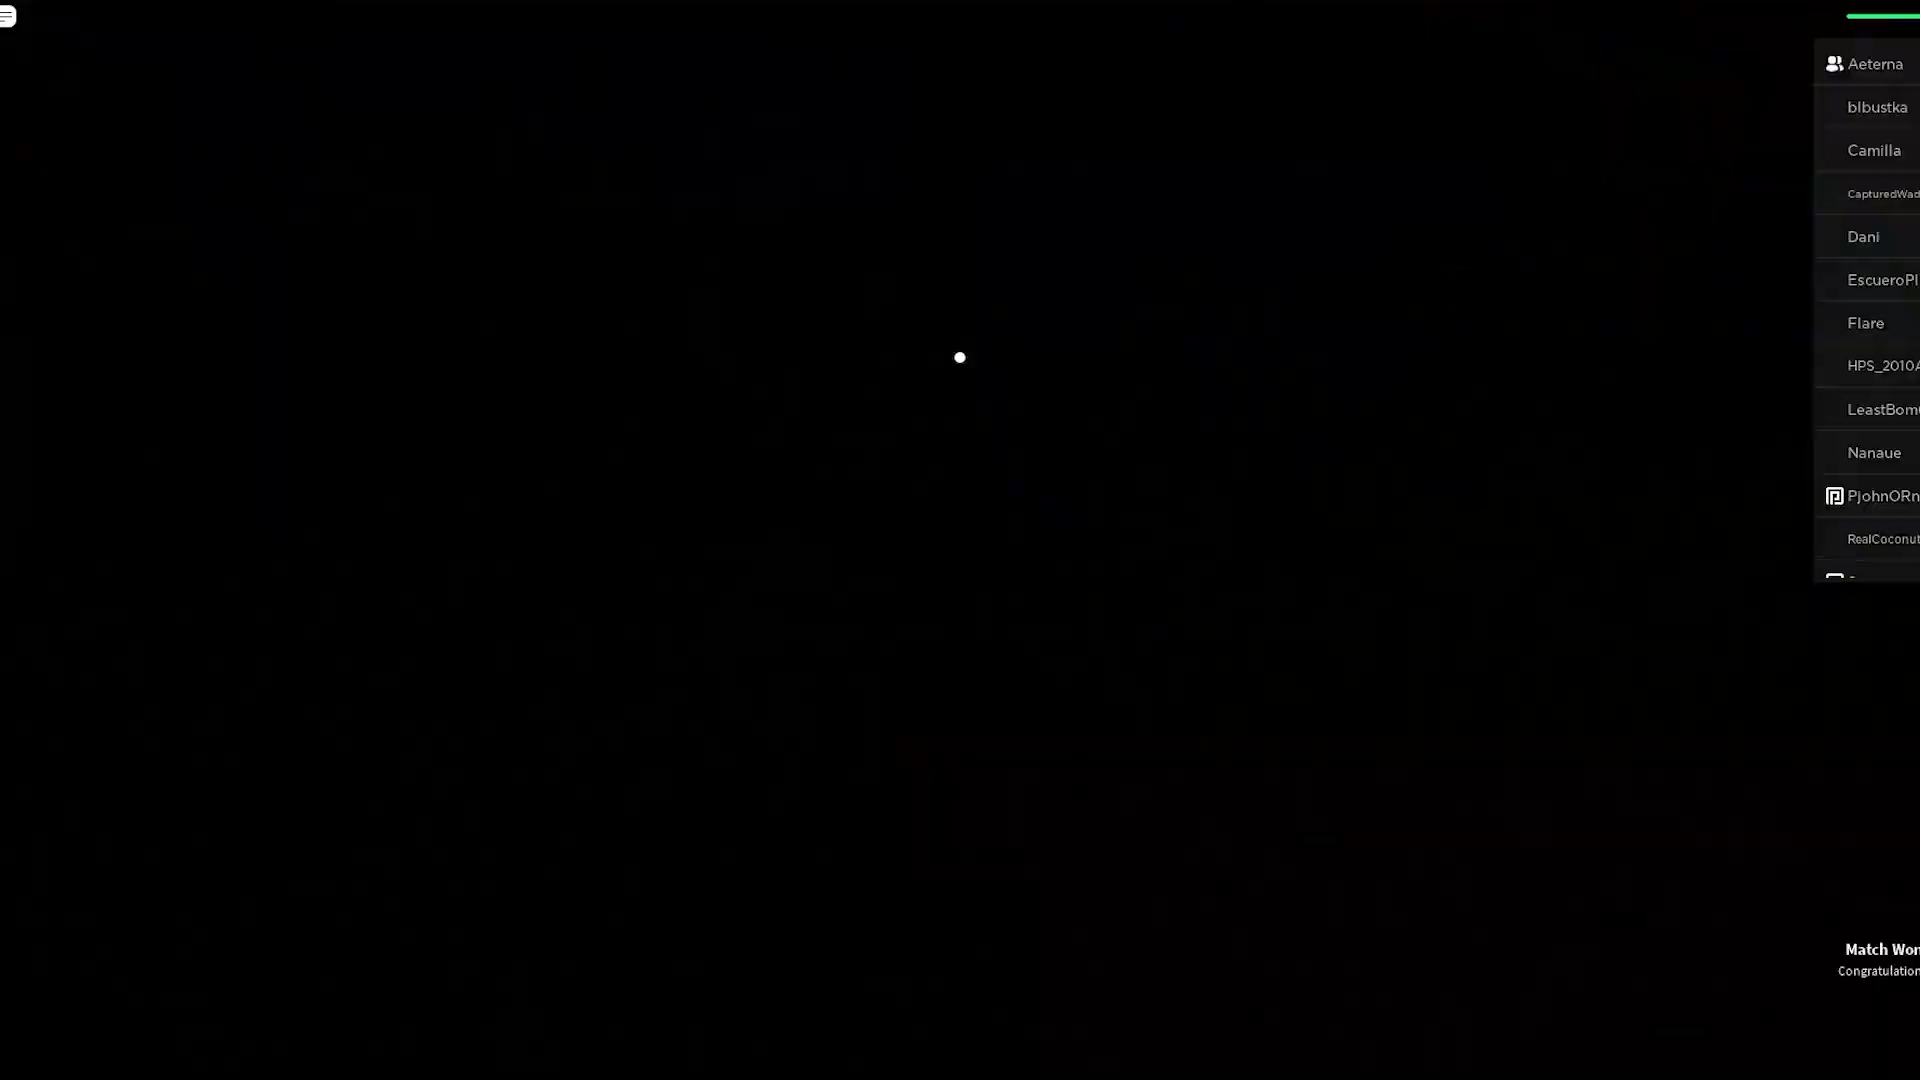 Aeterna
blbustka
Camilla
CapturedWad
Dani
EscueroPl
Flare
HPS_2010A
LeastBom
Nanaue
PjohnORn
RealCoconut
Match Won
Congratulation